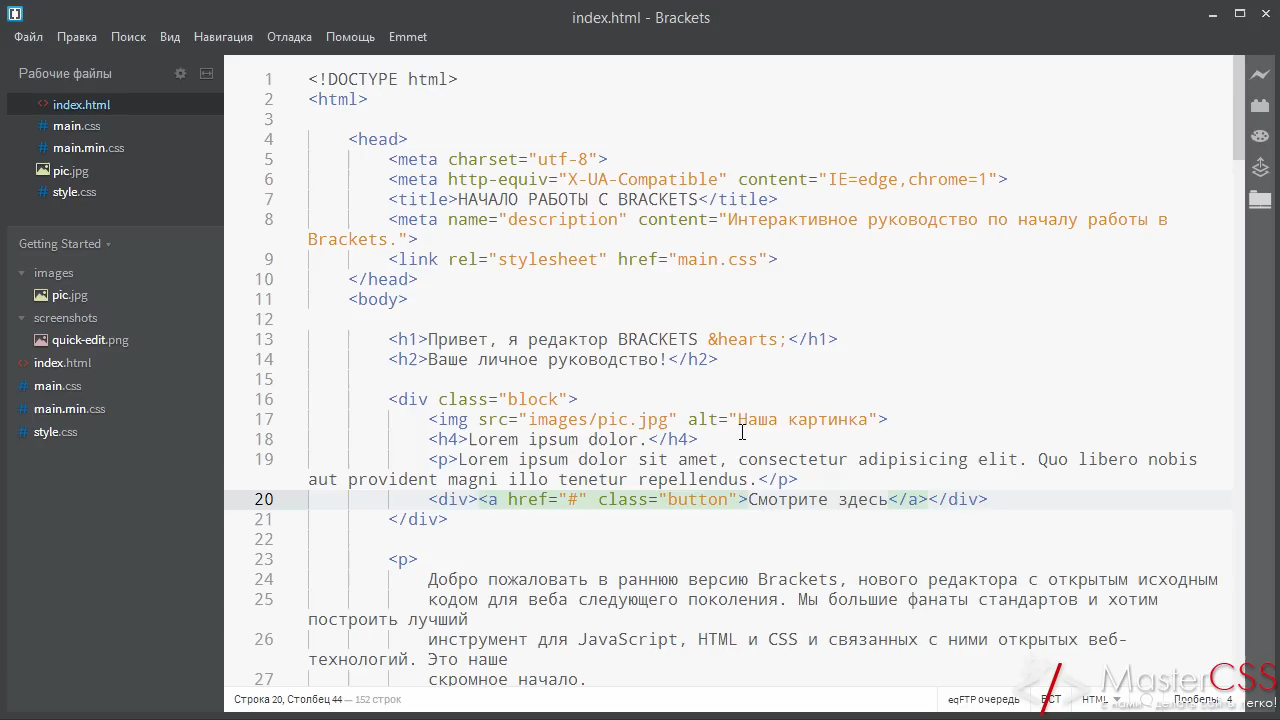 index.html - Brackets
Файл Правка Поиск Вид Навигация Отладка Помощь Emmet
Рабочие файлы
index.html
main.css
main.min.css
pic.jpg
style.css
Getting Started
images
pic.jpg
screenshots
quick-edit.png
index.html
main.css
main.min.css
style.css
1 <!DOCTYPE html>
2 <html>
3
4 <head>
5 <meta charset="utf-8">
6 <meta http-equiv="X-UA-Compatible" content="IE=edge,chrome=1">
7 <title>НАЧАЛО РАБОТЫ С BRACKETS</title>
8 <meta name="description" content="Интерактивное руководство по началу работы в
Brackets.">
9 <link rel="stylesheet" href="main.css">
10 </head>
11 <body>
12
13 <h1>Привет, я редактор BRACKETS &hearts;</h1>
14 <h2>Ваше личное руководство!</h2>
15
16 <div class="block">
17 <img src="images/pic.jpg" alt="Наша картинка">
18 <h4>Lorem ipsum dolor.</h4>
19 <p>Lorem ipsum dolor sit amet, consectetur adipisicing elit. Quo libero nobis
aut provident magni illo tenetur repellendus.</p>
20 <div><a href="#" class="button">Смотрите здесь</a></div>
21 </div>
22
23 <p>
24 Добро пожаловать в раннюю версию Brackets, нового редактора с открытым исходным
25 кодом для веба следующего поколения. Мы большие фанаты стандартов и хотим
построить лучший
26 инструмент для JavaScript, HTML и CSS и связанных с ними открытых веб-
технологий. Это наше
27 скромное начало.
Строка 20, Столбец 44 — 152 строк
eqFTP очередь ВСТ HTML Пробелы: 4
MasterCSS